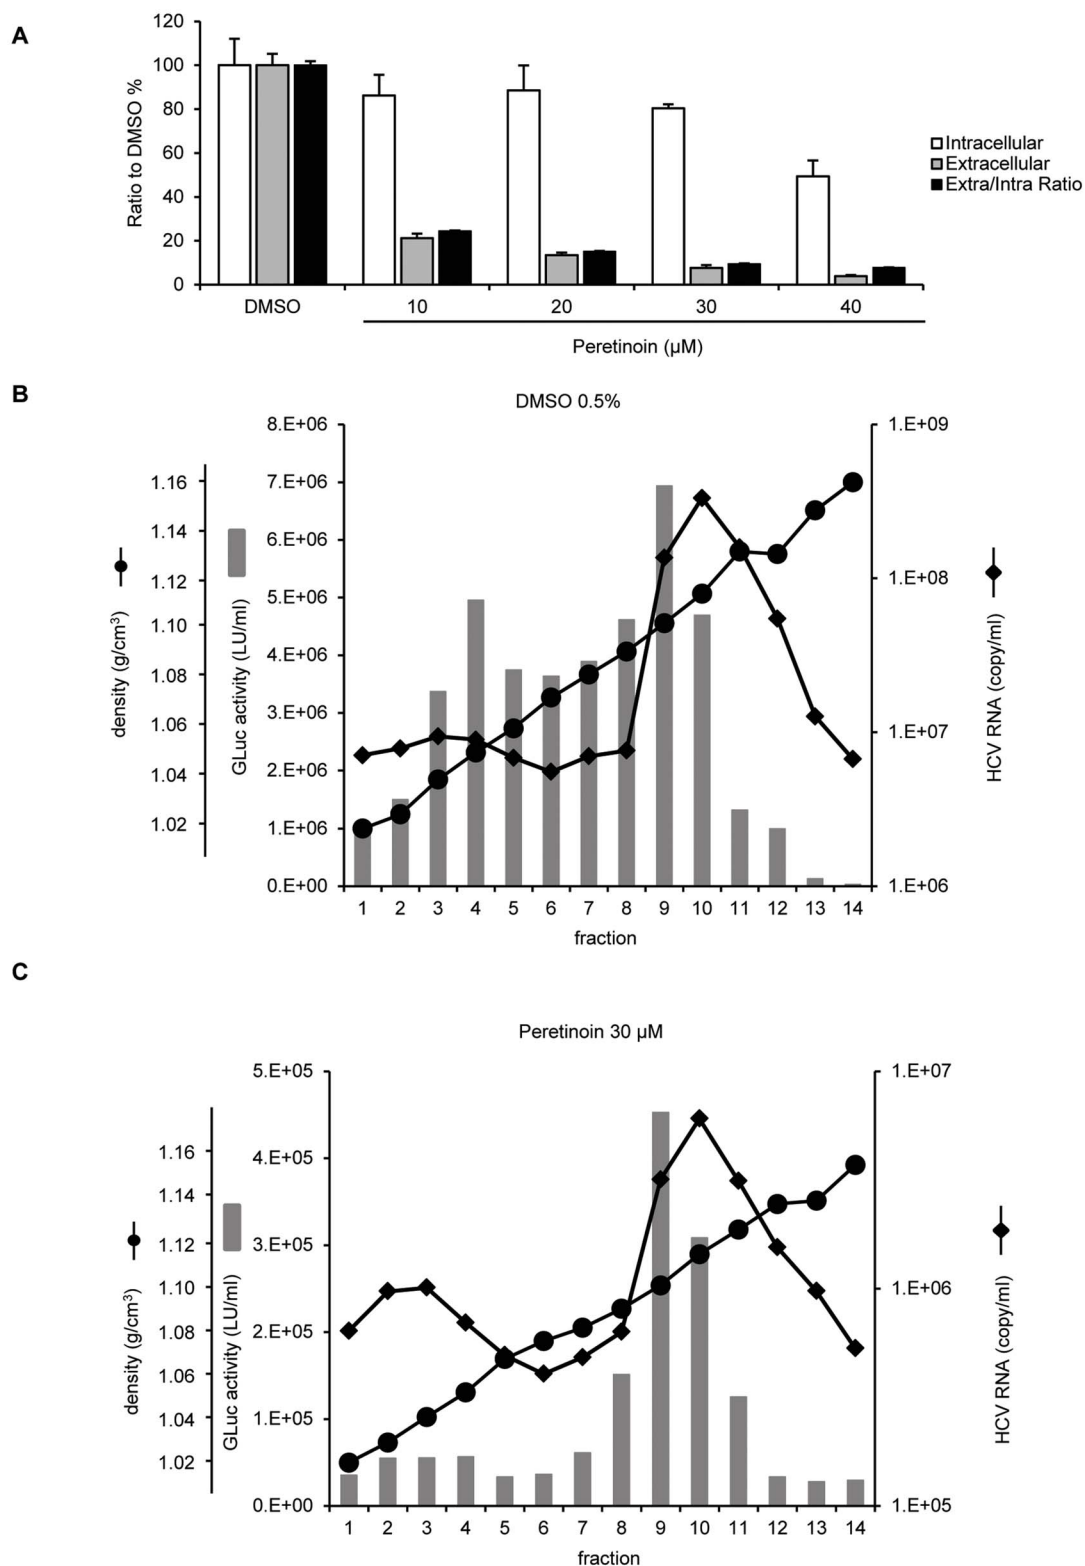 A
Ratio to DMSO %
120
100
80
60
40
20
0
DMSO
10
20
30
40
Peretinoin (µM)
Intracellular
Extracellular
Extra/Intra Ratio
B
DMSO 0.5%
density (g/cm³)
1.16
1.14
1.12
1.10
1.08
1.06
1.04
1.02
GLuc activity (LU/ml)
8.E+06
7.E+06
6.E+06
5.E+06
4.E+06
3.E+06
2.E+06
1.E+06
0.E+00
1.E+09
1.E+08
1.E+07
1.E+06
HCV RNA (copy/ml)
1 2 3 4 5 6 7 8 9 10 11 12 13 14
fraction
C
Peretinoin 30 µM
density (g/cm³)
1.16
1.14
1.12
1.10
1.08
1.06
1.04
1.02
GLuc activity (LU/ml)
5.E+05
4.E+05
3.E+05
2.E+05
1.E+05
0.E+00
1.E+07
1.E+06
1.E+05
HCV RNA (copy/ml)
1 2 3 4 5 6 7 8 9 10 11 12 13 14
fraction